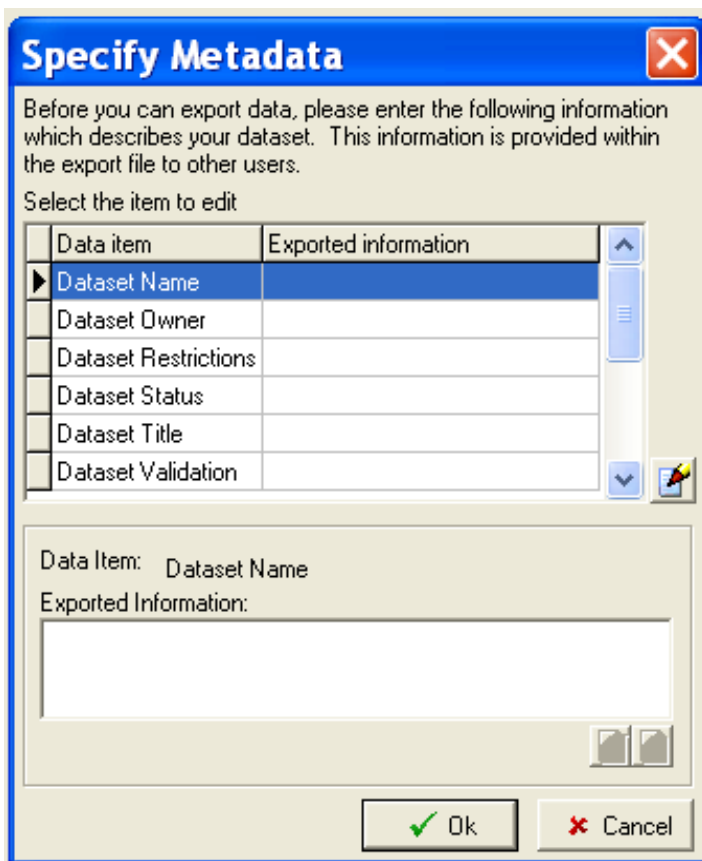 Specify Metadata
Before you can export data, please enter the following information
which describes your dataset.  This information is provided within
the export file to other users.
Select the item to edit
Data item Exported information
Dataset Name
Dataset Owner
Dataset Restrictions
Dataset Status
Dataset Title
Dataset Validation
Data Item: Dataset Name
Exported Information:
Ok Cancel